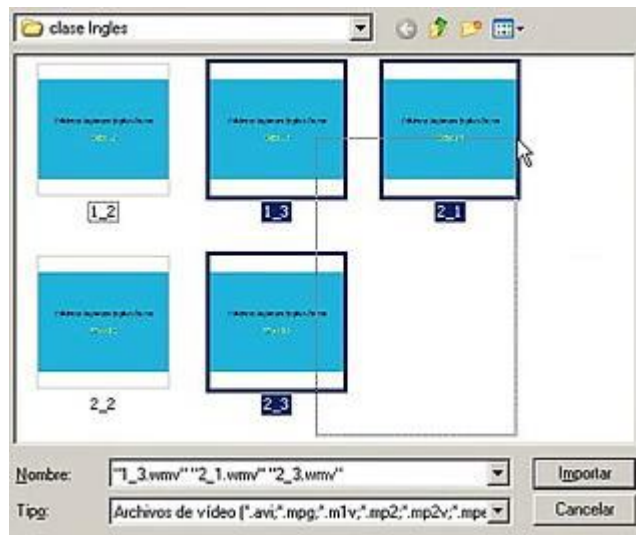 clase Ingles
1_2
1_3
2_1
2_2
2_3
Nombre: "1_3.wmv" "2_1.wmv" "2_3.wmv" Importar
Tipo: Archivos de vídeo (*.avi;*.mpg;*.m1v;*.mp2;*.mp2v;*.mpe Cancelar